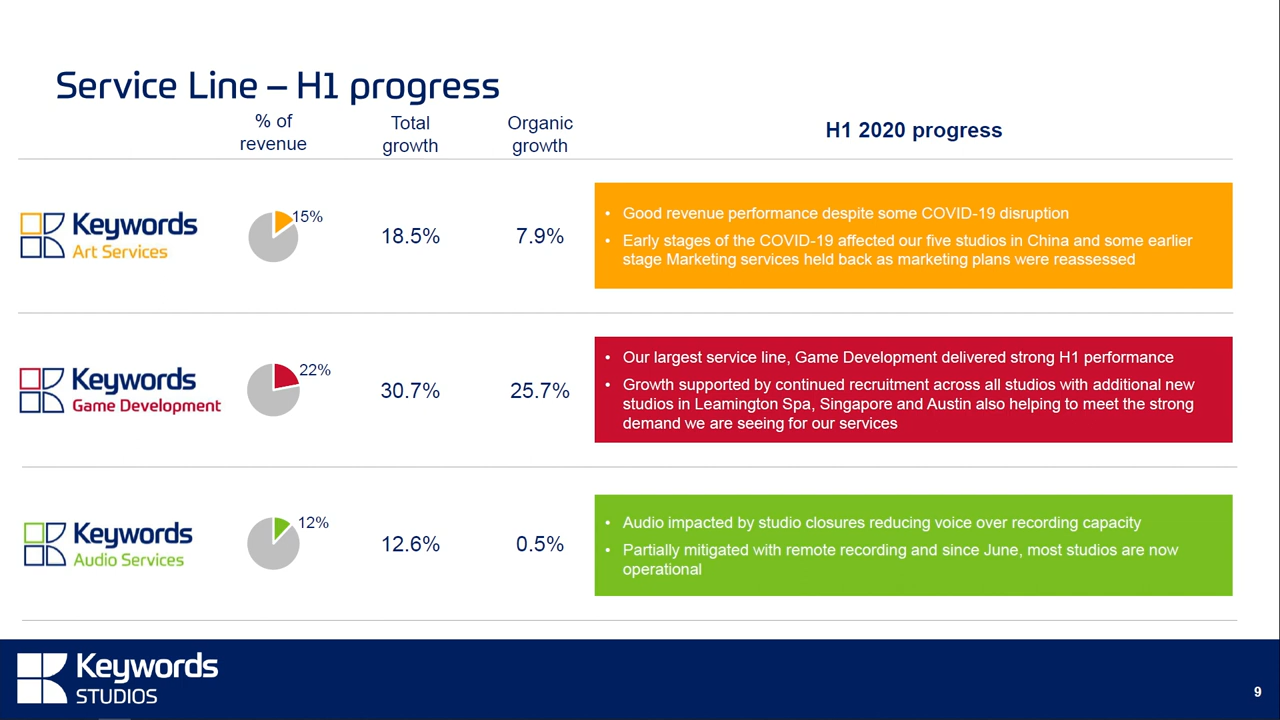 Service Line – H1 progress
% of
revenue
Total
growth
Organic
growth
H1 2020 progress
Keywords
Art Services
15%
18.5%
7.9%
• Good revenue performance despite some COVID-19 disruption
• Early stages of the COVID-19 affected our five studios in China and some earlier
stage Marketing services held back as marketing plans were reassessed
Keywords
Game Development
22%
30.7%
25.7%
• Our largest service line, Game Development delivered strong H1 performance
• Growth supported by continued recruitment across all studios with additional new
studios in Leamington Spa, Singapore and Austin also helping to meet the strong
demand we are seeing for our services
Keywords
Audio Services
12%
12.6%
0.5%
• Audio impacted by studio closures reducing voice over recording capacity
• Partially mitigated with remote recording and since June, most studios are now
operational
Keywords
STUDIOS
9